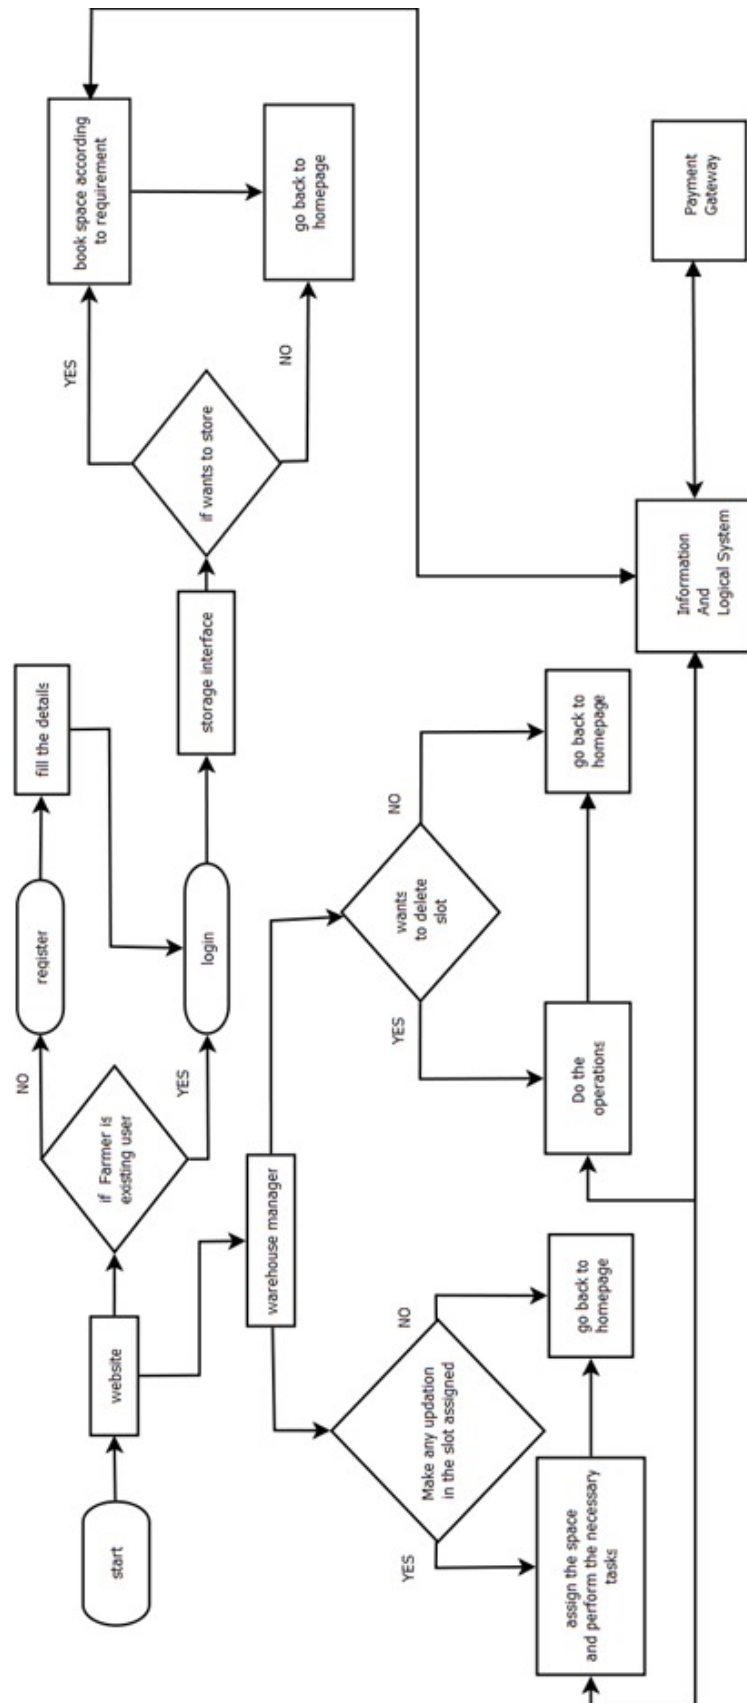 start
website
if Farmer is
existing user
NO
YES
register
login
fill the details
storage interface
if wants to store
YES
NO
book space according
to requirement
go back to
homepage
warehouse manager
Make any updation
in the slot assigned
YES
NO
assign the space
and perform the necessary
tasks
go back to
homepage
wants
to delete
slot
YES
NO
Do the
operations
go back to
homepage
Information
And
Logical System
Payment
Gateway